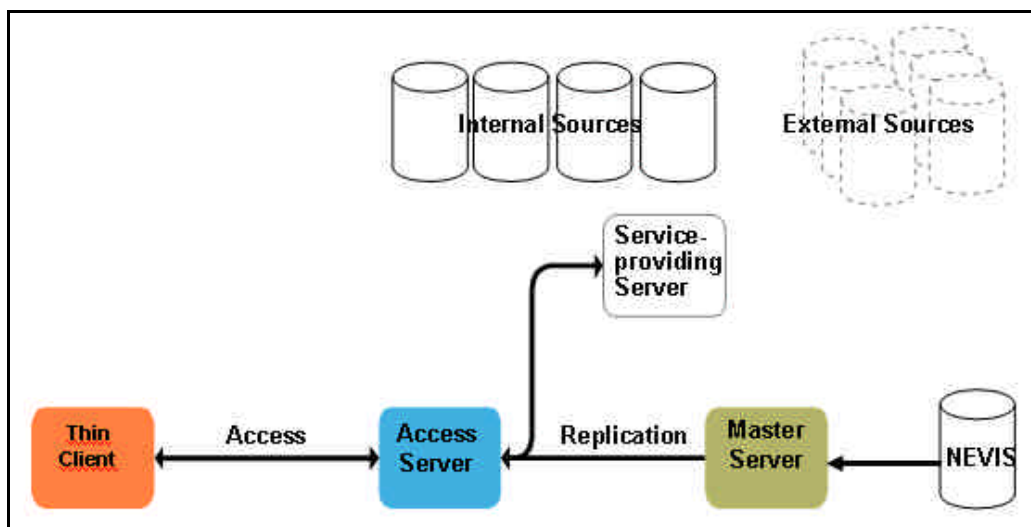 Internal Sources
External Sources
Service-
providing
Server
Thin
Client
Access
Access
Server
Replication
Master
Server
NEVIS